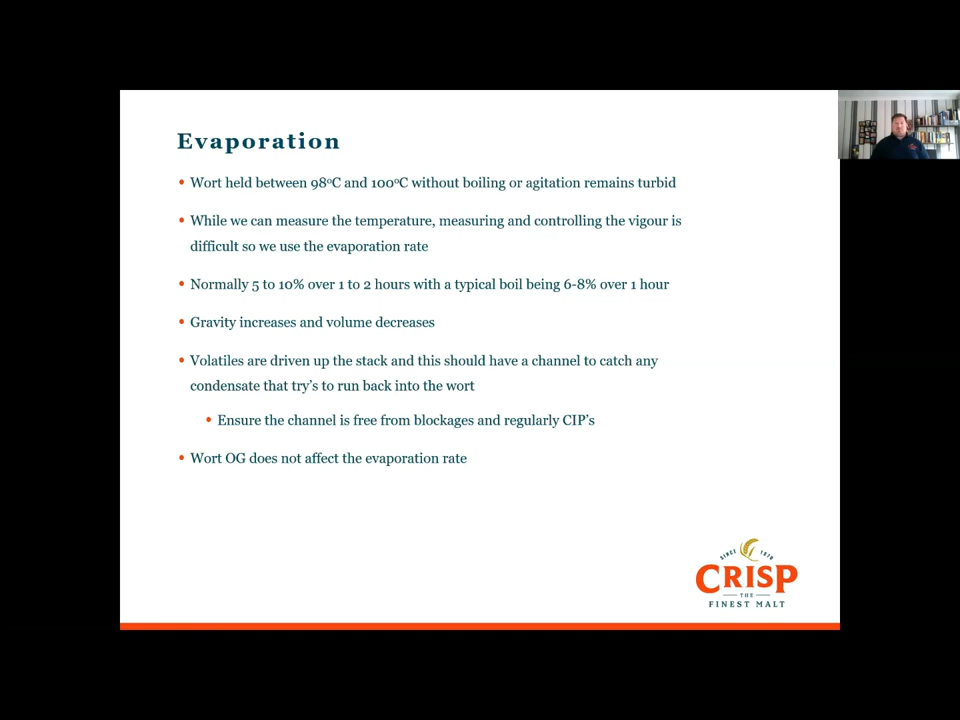 Evaporation
• Wort held between 98°C and 100°C without boiling or agitation remains turbid
• While we can measure the temperature, measuring and controlling the vigour is
difficult so we use the evaporation rate
• Normally 5 to 10% over 1 to 2 hours with a typical boil being 6-8% over 1 hour
• Gravity increases and volume decreases
• Volatiles are driven up the stack and this should have a channel to catch any
condensate that try’s to run back into the wort
• Ensure the channel is free from blockages and regularly CIP’s
• Wort OG does not affect the evaporation rate
SINCE 1870
CRISP
THE
FINEST MALT